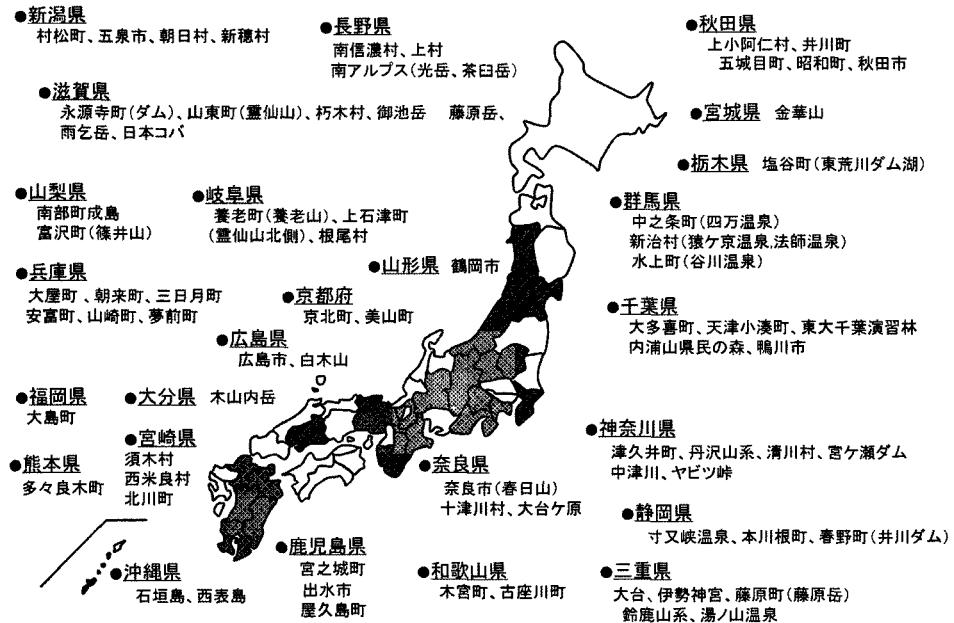 ●新潟県
村松町、五泉市、朝日村、新穂村
●長野県
南信濃村、上村
南アルプス(光岳、茶臼岳)
●秋田県
上小阿仁村、井川町
五城目町、昭和町、秋田市
●滋賀県
永源寺町(ダム)、山東町(霊仙山)、朽木村、御池岳 藤原岳、
雨乞岳、日本コバ
●宮城県 金華山
●栃木県 塩谷町(東荒川ダム湖)
●山梨県
南部町成島
富沢町(篠井山)
●岐阜県
養老町(養老山)、上石津町
(霊仙山北側)、根尾村
●群馬県
中之条町(四万温泉)
新治村(猿ケ京温泉,法師温泉)
水上町(谷川温泉)
●山形県 鶴岡市
●兵庫県
大屋町、朝来町、三日月町
安富町、山崎町、夢前町
●京都府
京北町、美山町
●千葉県
大多喜町、天津小湊町、東大千葉演習林
内浦山県民の森、鴨川市
●広島県
広島市、白木山
●福岡県
大島町
●大分県 木山内岳
●宮崎県
須木村
西米良村
北川町
●神奈川県
津久井町、丹沢山系、清川村、宮ケ瀬ダム
中津川、ヤビツ峠
●熊本県
多々良木町
●奈良県
奈良市(春日山)
十津川村、大台ケ原
●静岡県
寸又峡温泉、本川根町、春野町(井川ダム)
●鹿児島県
宮之城町
出水市
屋久島町
●沖縄県
石垣島、西表島
●和歌山県
木宮町、古座川町
●三重県
大台、伊勢神宮、藤原町(藤原岳)
鈴鹿山系、湯ノ山温泉